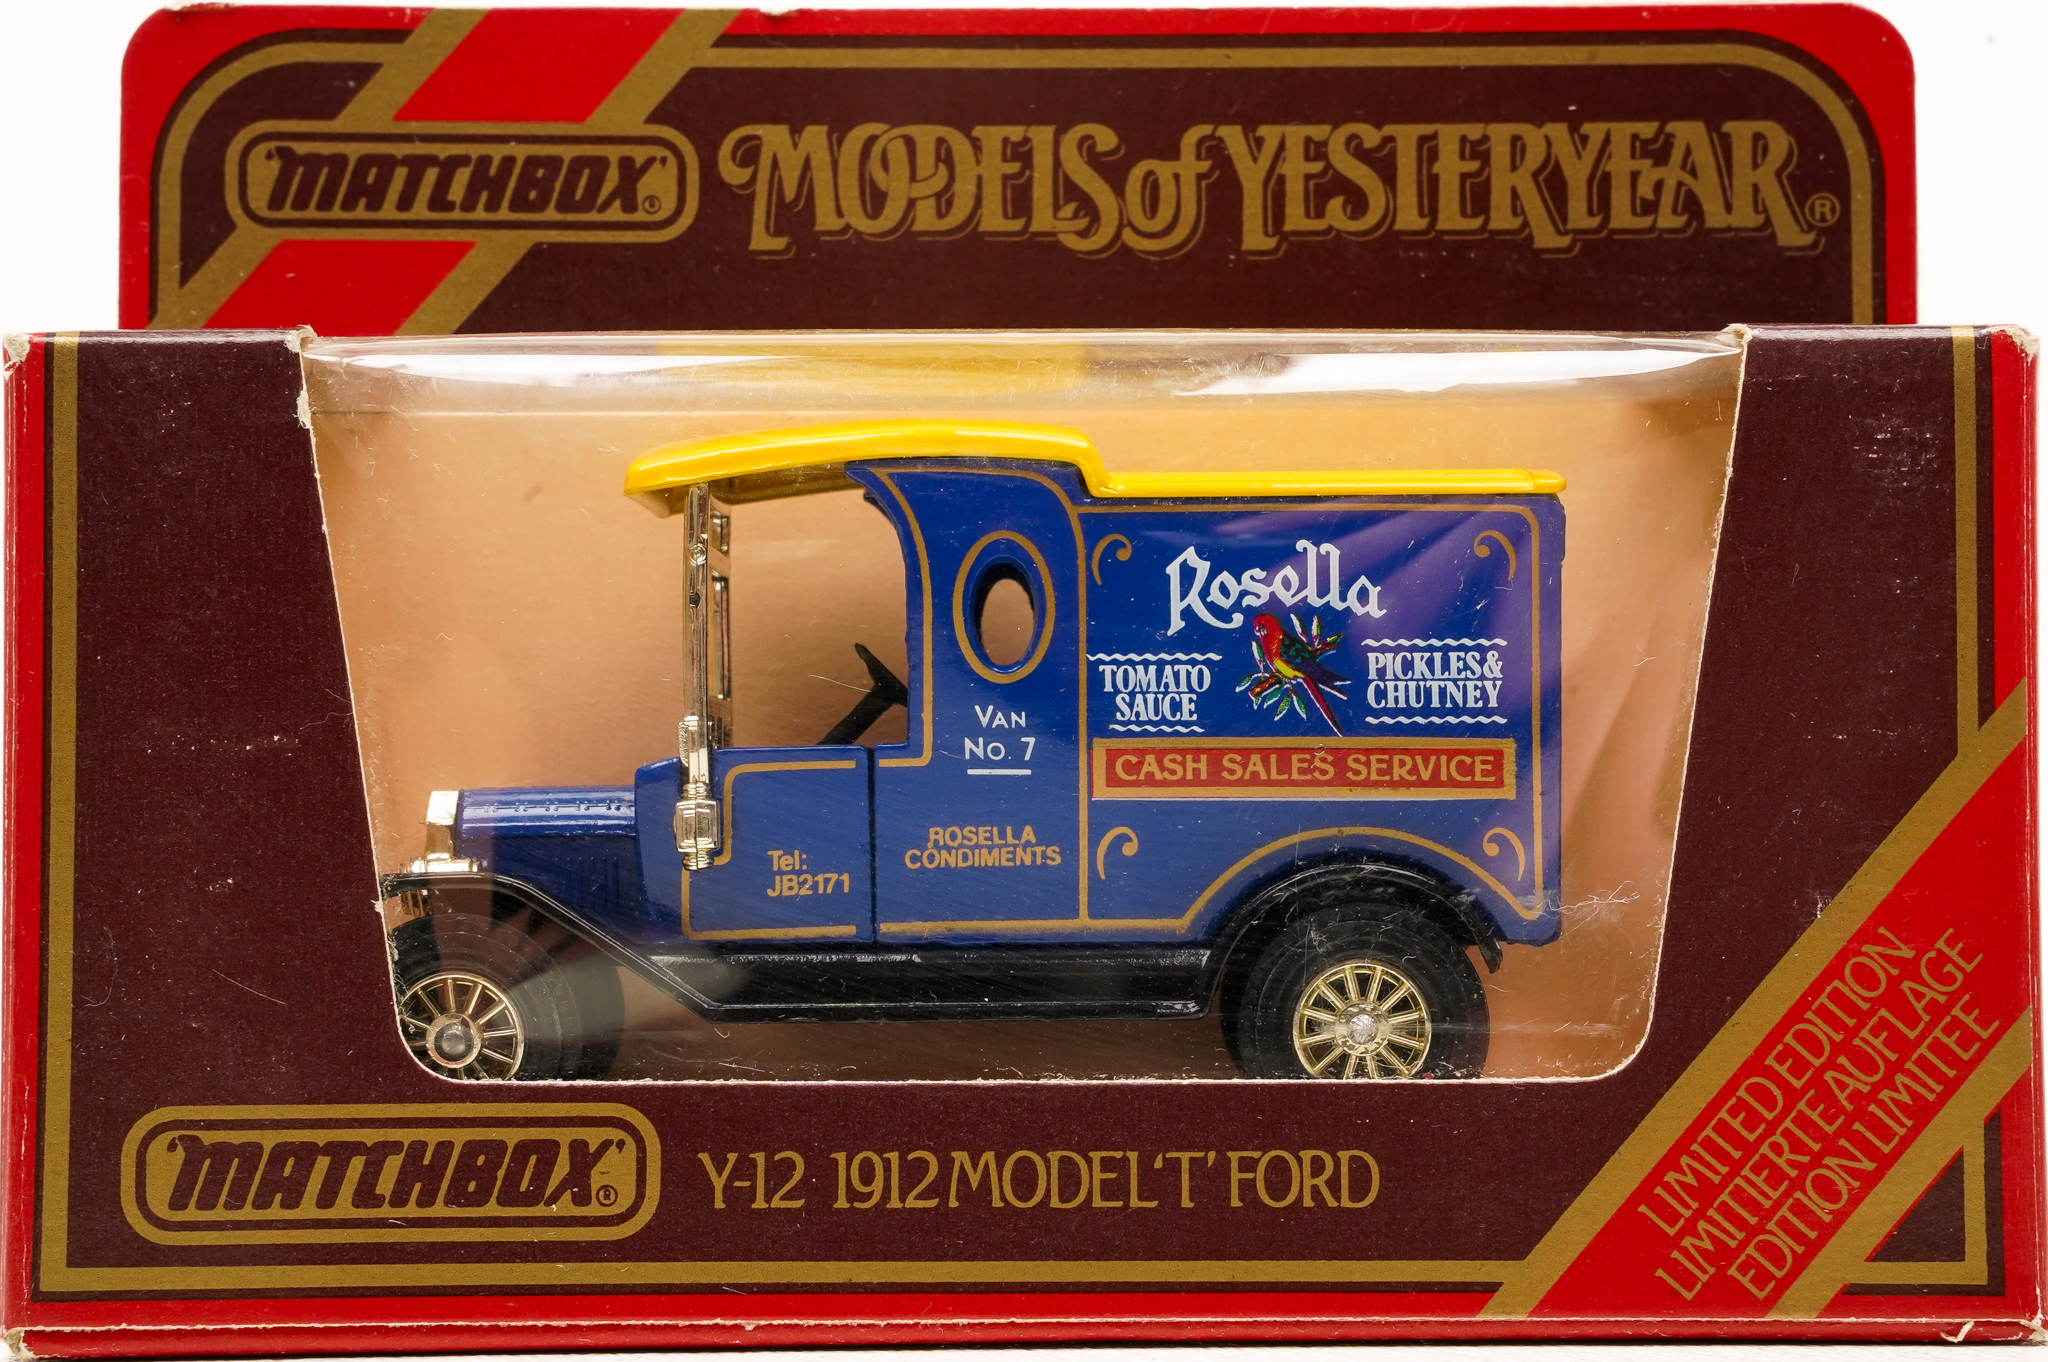 'MATCHBOX'®
MODELS of YESTERYEAR®
Rosella
TOMATO
SAUCE
PICKLES &
CHUTNEY
CASH SALES SERVICE
VAN
No. 7
ROSELLA
CONDIMENTS
Tel:
JB2171
'MATCHBOX'®
Y-12 1912 MODEL 'T' FORD
LIMITED EDITION
LIMITIERTE AUFLAGE
EDITION LIMITEE